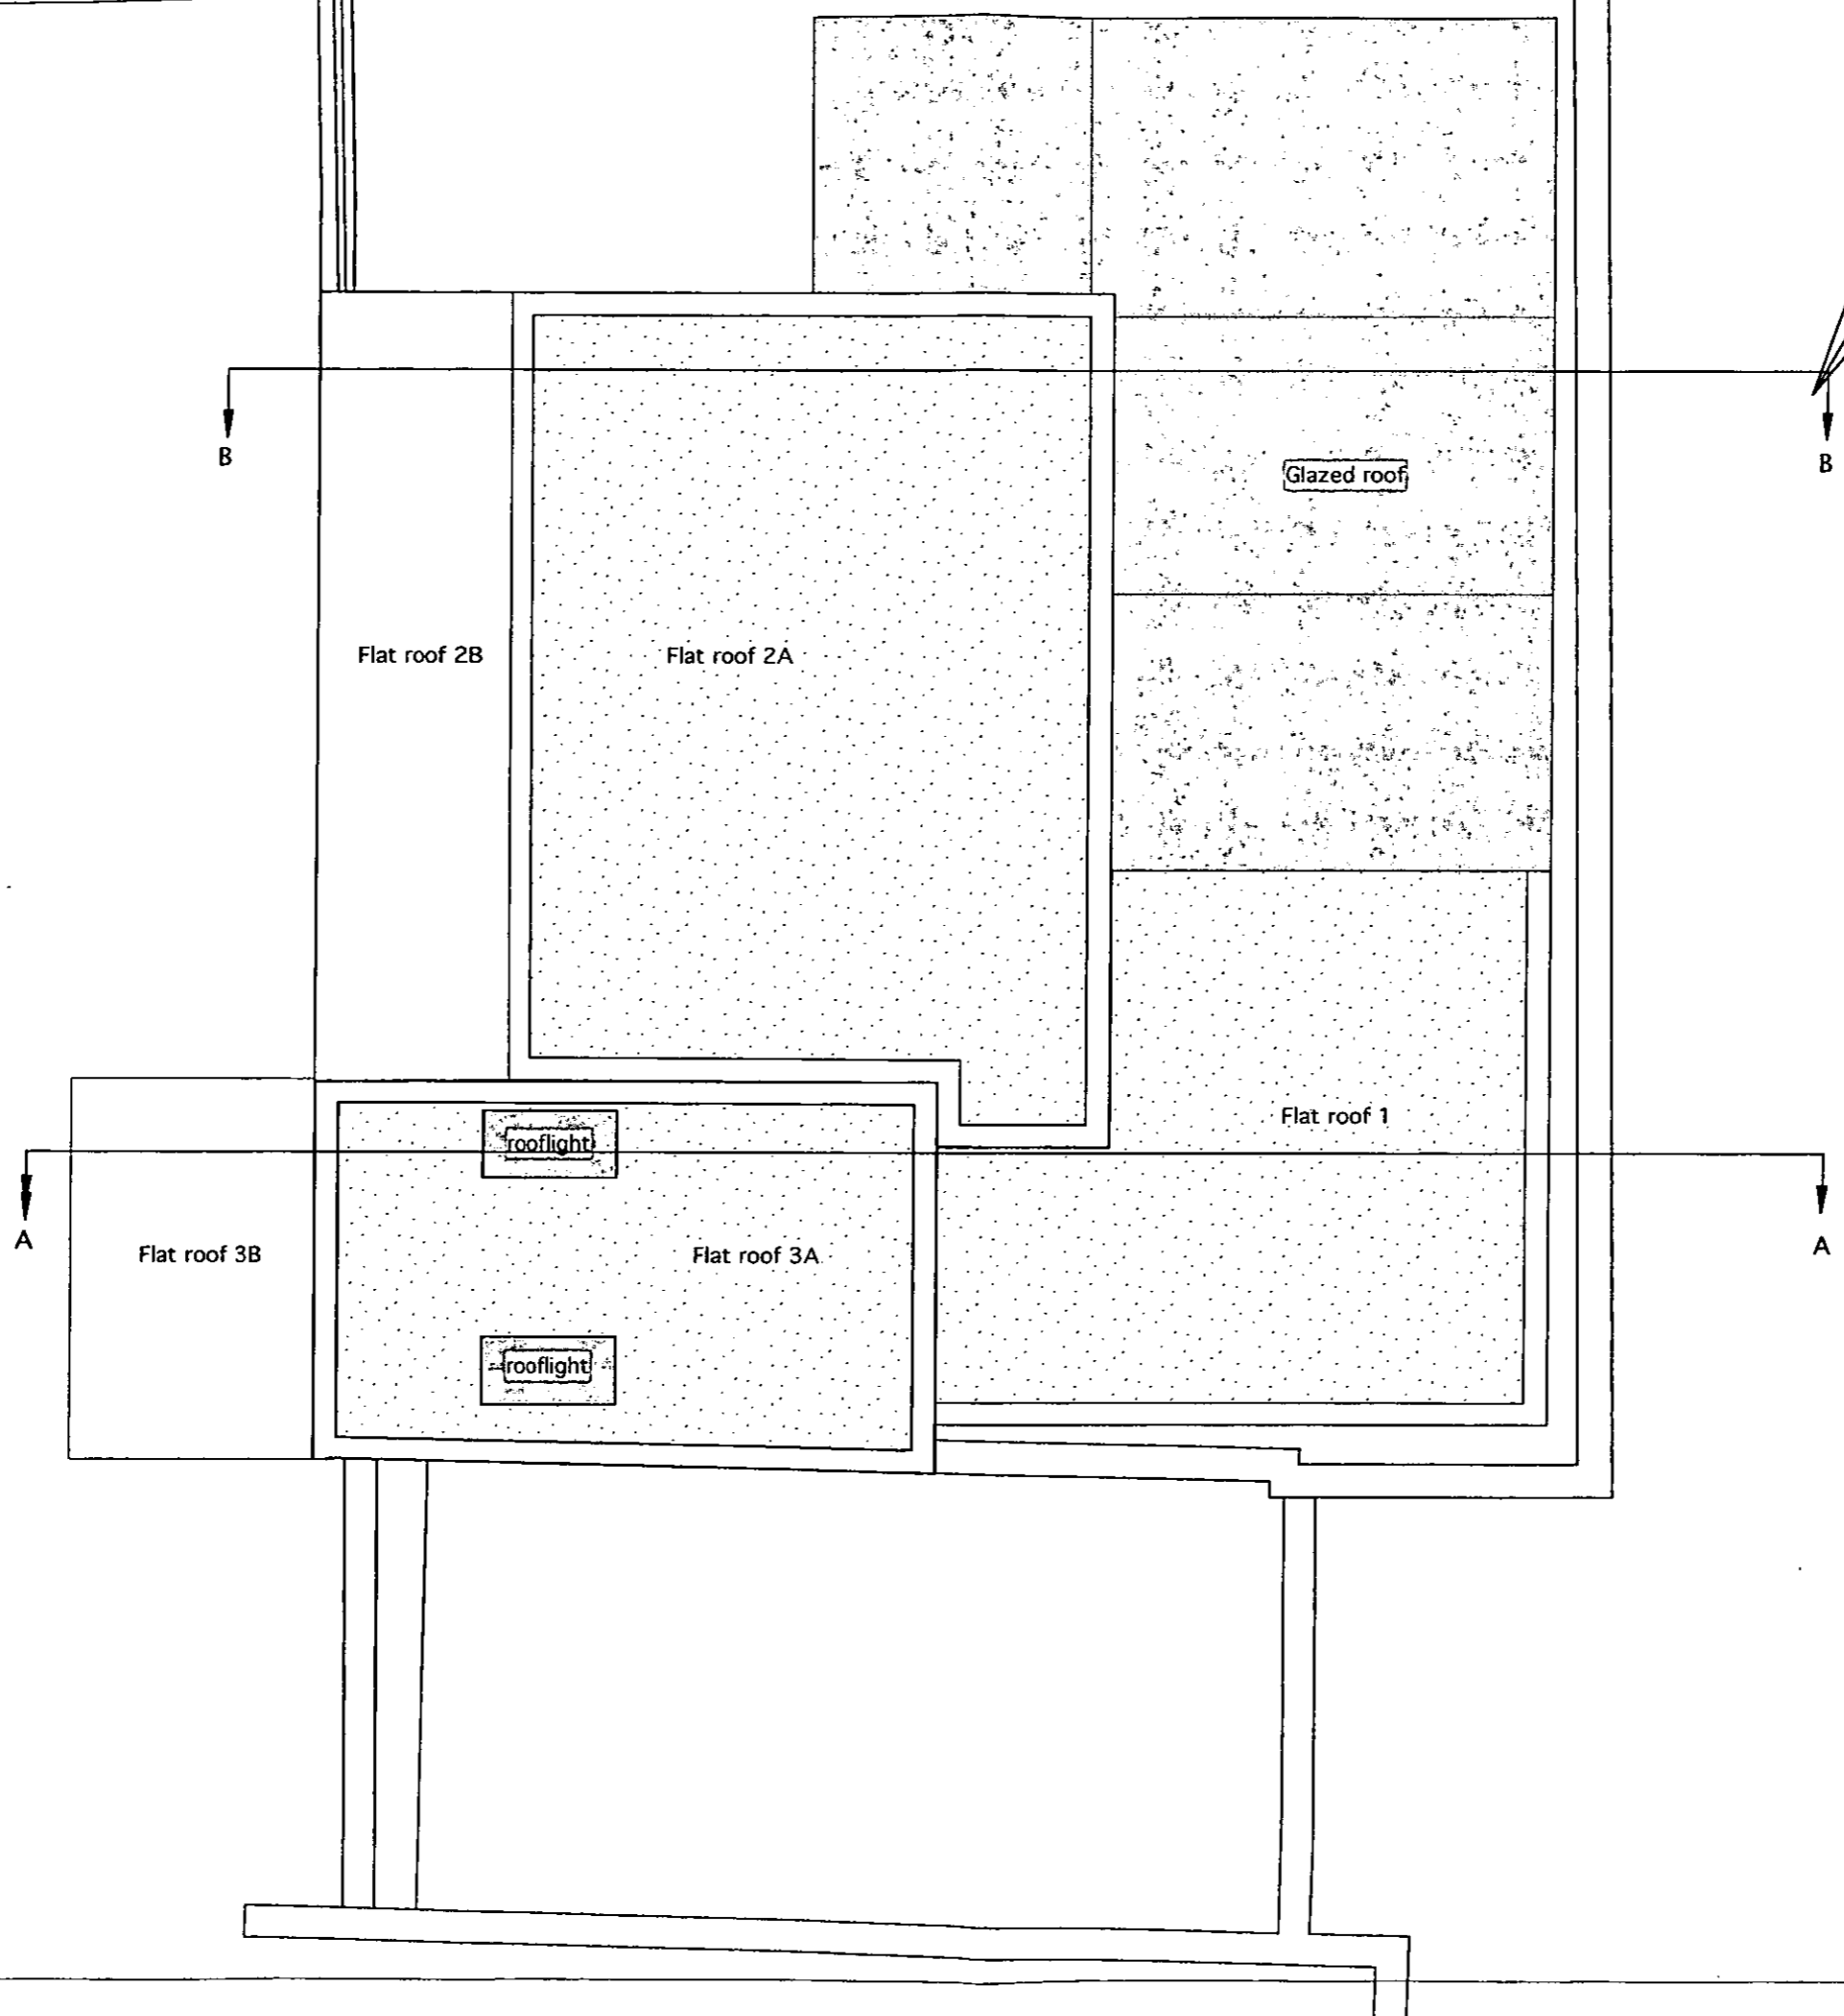 B
B
Glazed roof
Flat roof 2B
Flat roof 2A
Flat roof 1
rooflight
A
A
Flat roof 3B
Flat roof 3A
rooflight